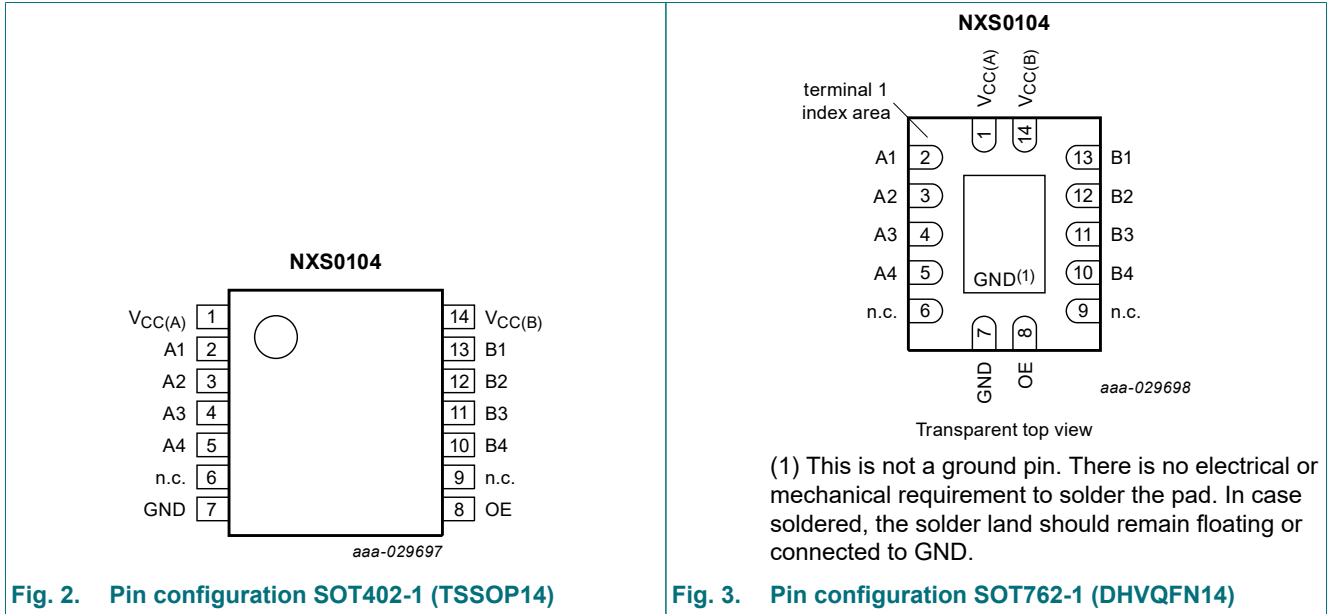 NXS0104
VCC(A) 1
A1 2
A2 3
A3 4
A4 5
n.c. 6
GND 7
14 VCC(B)
13 B1
12 B2
11 B3
10 B4
9 n.c.
8 OE
aaa-029697
Fig. 2. Pin configuration SOT402-1 (TSSOP14)
NXS0104
terminal 1
index area
VCC(A)
VCC(B)
1
14
A1 2
A2 3
A3 4
A4 5
n.c. 6
13 B1
12 B2
11 B3
10 B4
9 n.c.
GND(1)
7
8
GND
OE
aaa-029698
Transparent top view
(1) This is not a ground pin. There is no electrical or
mechanical requirement to solder the pad. In case
soldered, the solder land should remain floating or
connected to GND.
Fig. 3. Pin configuration SOT762-1 (DHVQFN14)